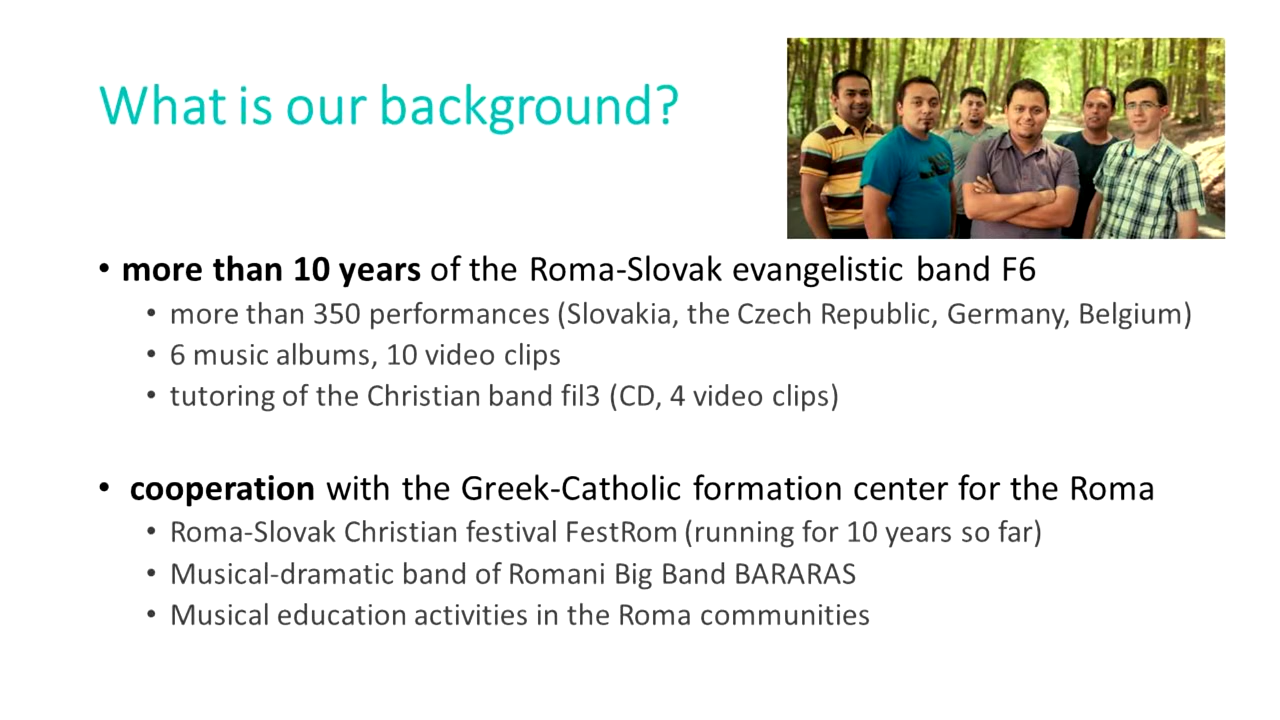 What is our background?
• more than 10 years of the Roma-Slovak evangelistic band F6
• more than 350 performances (Slovakia, the Czech Republic, Germany, Belgium)
• 6 music albums, 10 video clips
• tutoring of the Christian band fil3 (CD, 4 video clips)
• cooperation with the Greek-Catholic formation center for the Roma
• Roma-Slovak Christian festival FestRom (running for 10 years so far)
• Musical-dramatic band of Romani Big Band BARARAS
• Musical education activities in the Roma communities